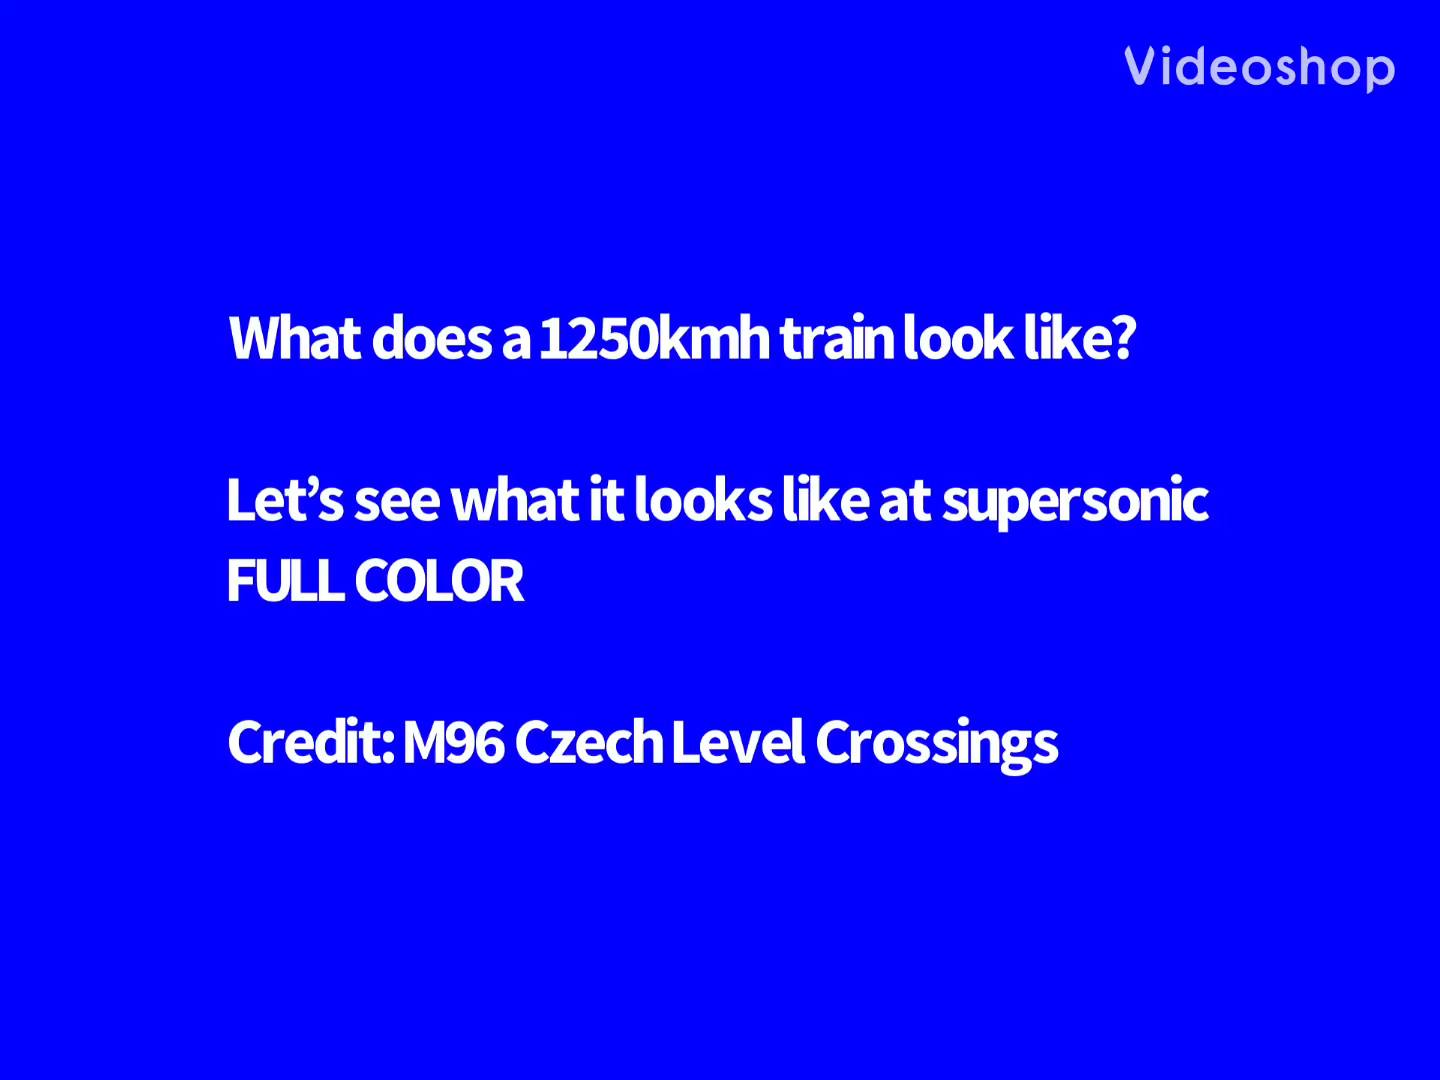 Videoshop
What does a 1250kmh train look like?
Let’s see what it looks like at supersonic
FULL COLOR
Credit: M96 Czech Level Crossings